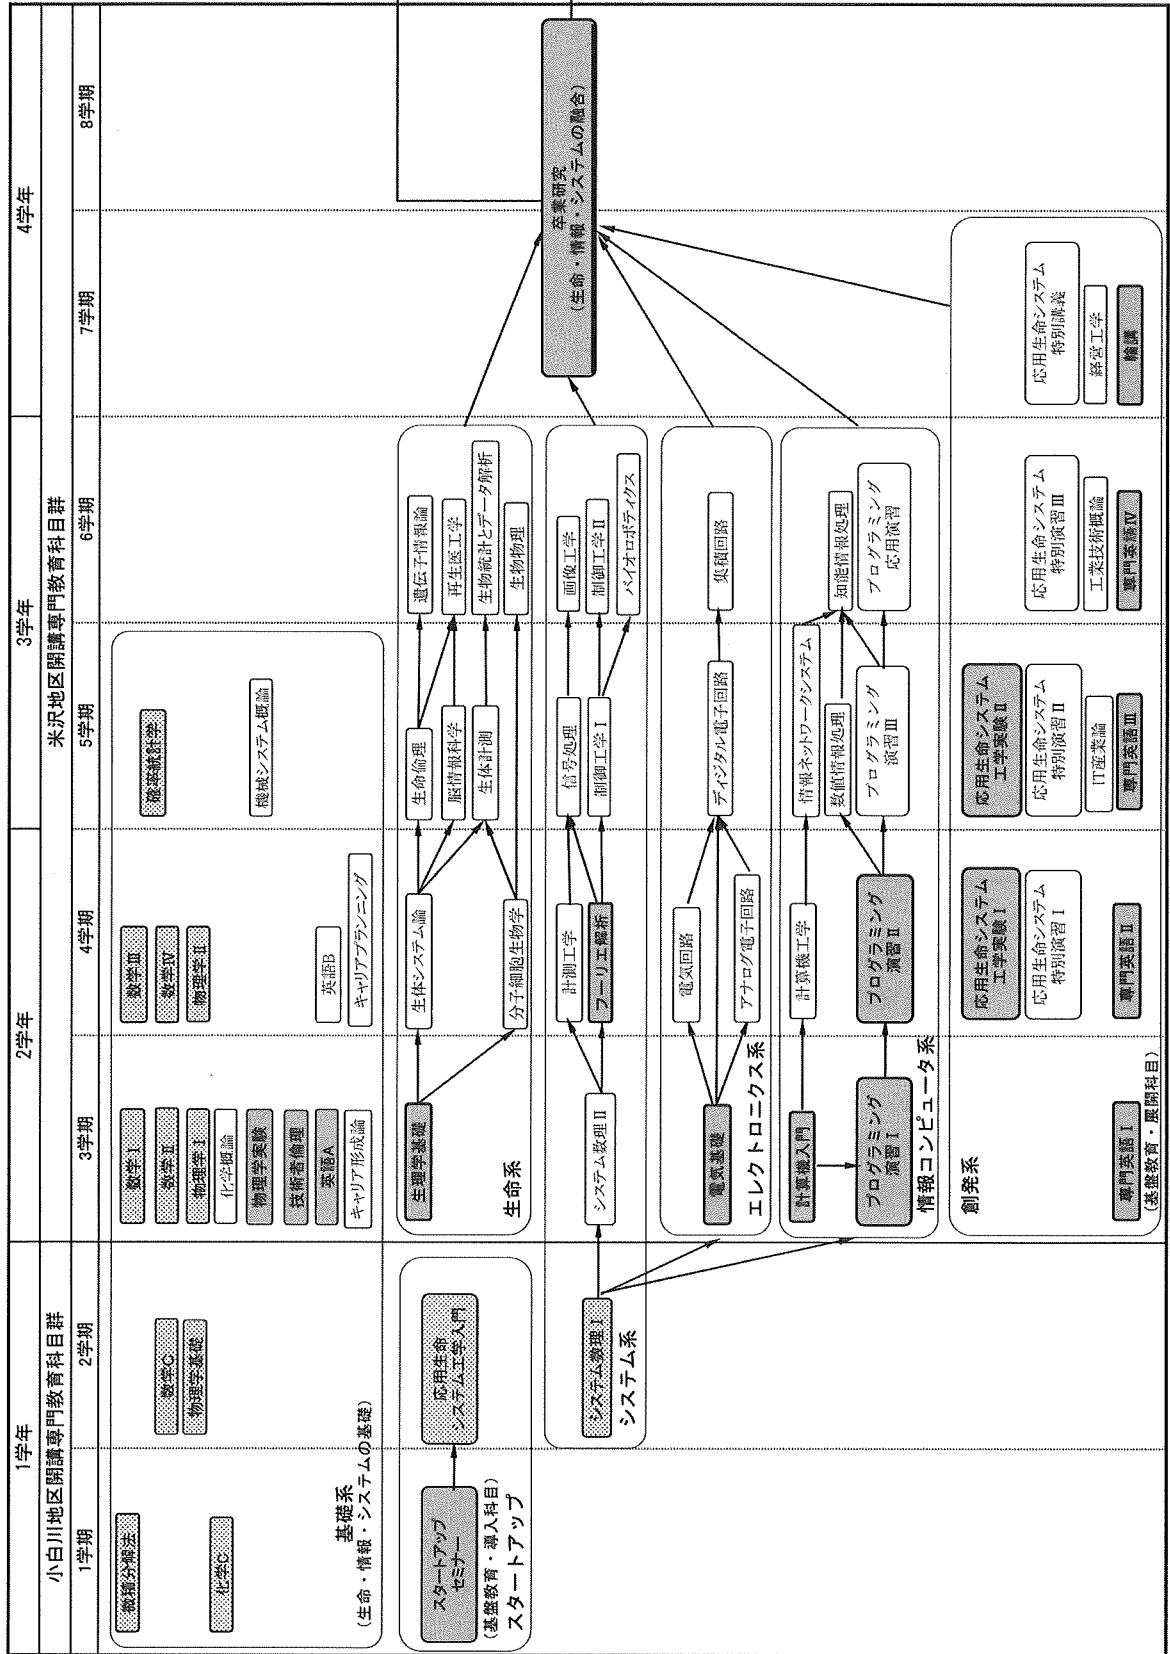 1学年
2学年
3学年
4学年
小白川地区開講専門教育科目群
米沢地区開講専門教育科目群
1学期
2学期
3学期
4学期
5学期
6学期
7学期
8学期
微積分解法
化学C
基礎系
(生命・情報・システムの基礎)
数学C
物理学基礎
数学Ⅰ
数学Ⅱ
物理学Ⅰ
化学概論
物理学実験
技術者倫理
英語A
キャリア形成論
数学Ⅲ
数学Ⅳ
物理学Ⅱ
英語B
キャリアプランニング
確率統計学
機械システム概論
スタートアップ
セミナー
(基盤教育・導入科目)
スタートアップ
応用生命
システム工学入門
生理学基礎
生命系
生体システム論
分子細胞生物学
生命倫理
脳情報科学
生体計測
遺伝子情報論
再生医工学
生物統計とデータ解析
生物物理
システム数理Ⅰ
システム系
システム数理Ⅱ
計測工学
フーリエ解析
信号処理
制御工学Ⅰ
画像工学
制御工学Ⅱ
バイオロボティクス
電気基礎
エレクトロニクス系
電気回路
アナログ電子回路
ディジタル電子回路
集積回路
計算機入門
プログラミング
演習Ⅰ
情報コンピュータ系
計算機工学
プログラミング
演習Ⅱ
情報ネットワークシステム
数値情報処理
プログラミング
演習Ⅲ
知能情報処理
プログラミング
応用演習
創発系
専門英語Ⅰ
(基盤教育・展開科目)
応用生命システム
工学実験Ⅰ
応用生命システム
特別演習Ⅰ
専門英語Ⅱ
応用生命システム
工学実験Ⅱ
応用生命システム
特別演習Ⅱ
IT産業論
専門英語Ⅲ
応用生命システム
特別演習Ⅲ
工業技術概論
専門英語Ⅳ
応用生命システム
特別講義
経営工学
輪講
卒業研究
(生命・情報・システムの融合)